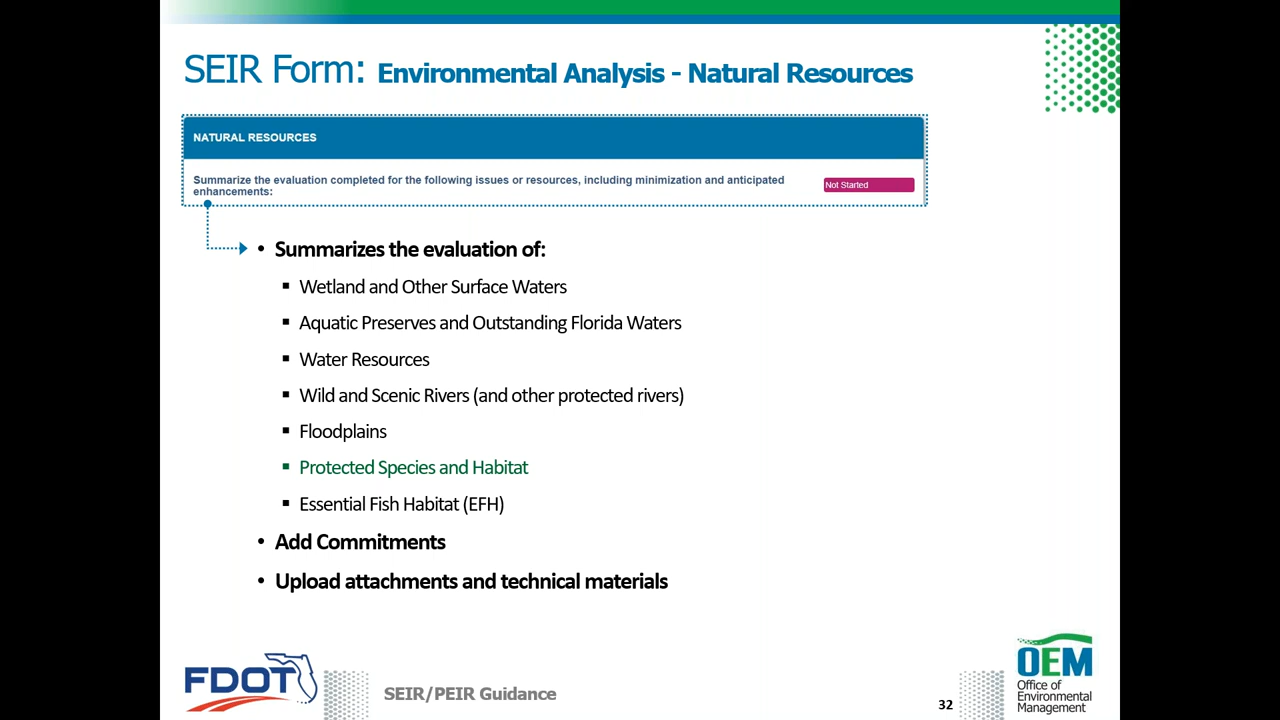 SEIR Form: Environmental Analysis - Natural Resources
NATURAL RESOURCES
Summarize the evaluation completed for the following issues or resources, including minimization and anticipated
enhancements:
Not Started
• Summarizes the evaluation of:
▪ Wetland and Other Surface Waters
▪ Aquatic Preserves and Outstanding Florida Waters
▪ Water Resources
▪ Wild and Scenic Rivers (and other protected rivers)
▪ Floodplains
▪ Protected Species and Habitat
▪ Essential Fish Habitat (EFH)
• Add Commitments
• Upload attachments and technical materials
FDOT
SEIR/PEIR Guidance
32
OEM
Office of
Environmental
Management